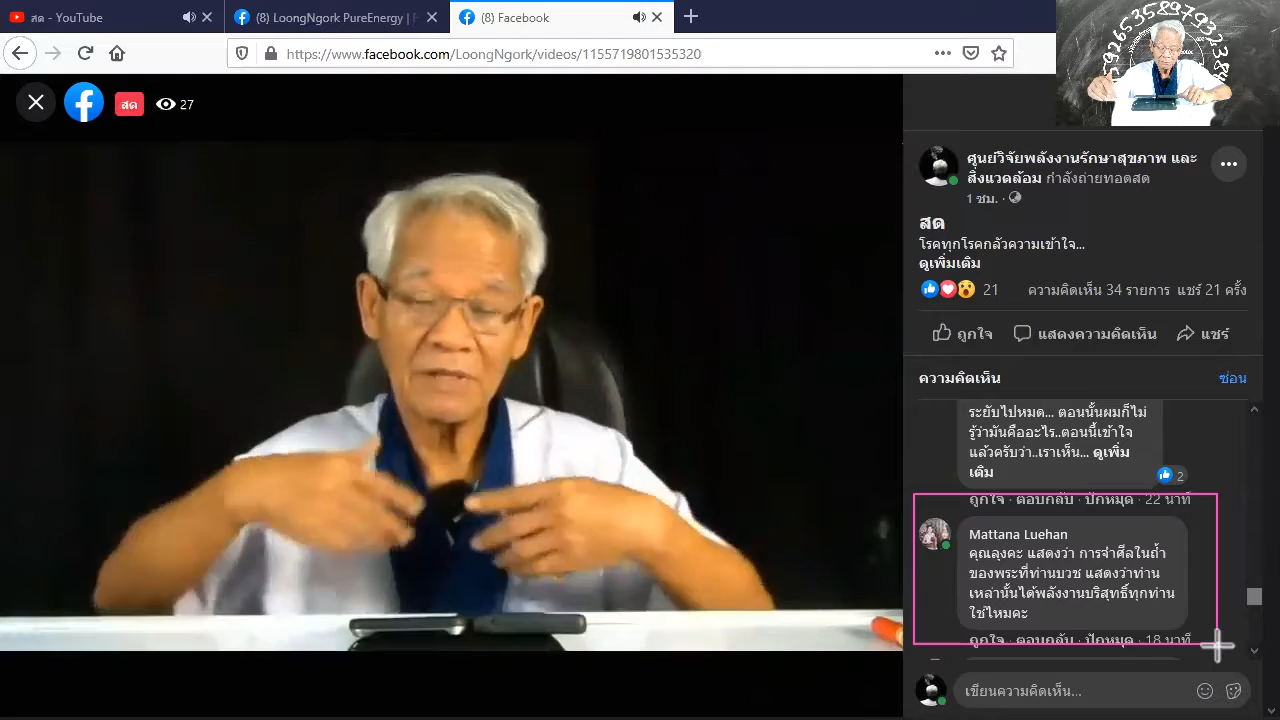 สด - YouTube
(8) LoongNgork PureEnergy |
(8) Facebook
https://www.facebook.com/LoongNgork/videos/1155719801535320
สด
27
ศูนย์วิจัยพลังงานรักษาสุขภาพ และ
สิ่งแวดล้อม กำลังถ่ายทอดสด
1 ชม.
สด
โรคทุกโรคกลัวความเข้าใจ...
ดูเพิ่มเติม
21
ความคิดเห็น 34 รายการ แชร์ 21 ครั้ง
ถูกใจ
แสดงความคิดเห็น
แชร์
ความคิดเห็น
ซ่อน
ระยับไปหมด... ตอนนั้นผมก็ไม่
รู้ว่ามันคืออะไร..ตอนนี้เข้าใจ
แล้วครับว่า..เราเห็น... ดูเพิ่ม
เติม
2
ถูกใจ · ตอบกลับ · ปักหมุด · 22 นาที
Mattana Luehan
คุณลุงคะ แสดงว่า การจำศีลในถ้ำ
ของพระที่ท่านบวช แสดงว่าท่าน
เหล่านั้นได้พลังงานบริสุทธิ์ทุกท่าน
ใช่ไหมคะ
ถูกใจ · ตอบกลับ · ปักหมุด · 18 นาที
เขียนความคิดเห็น...